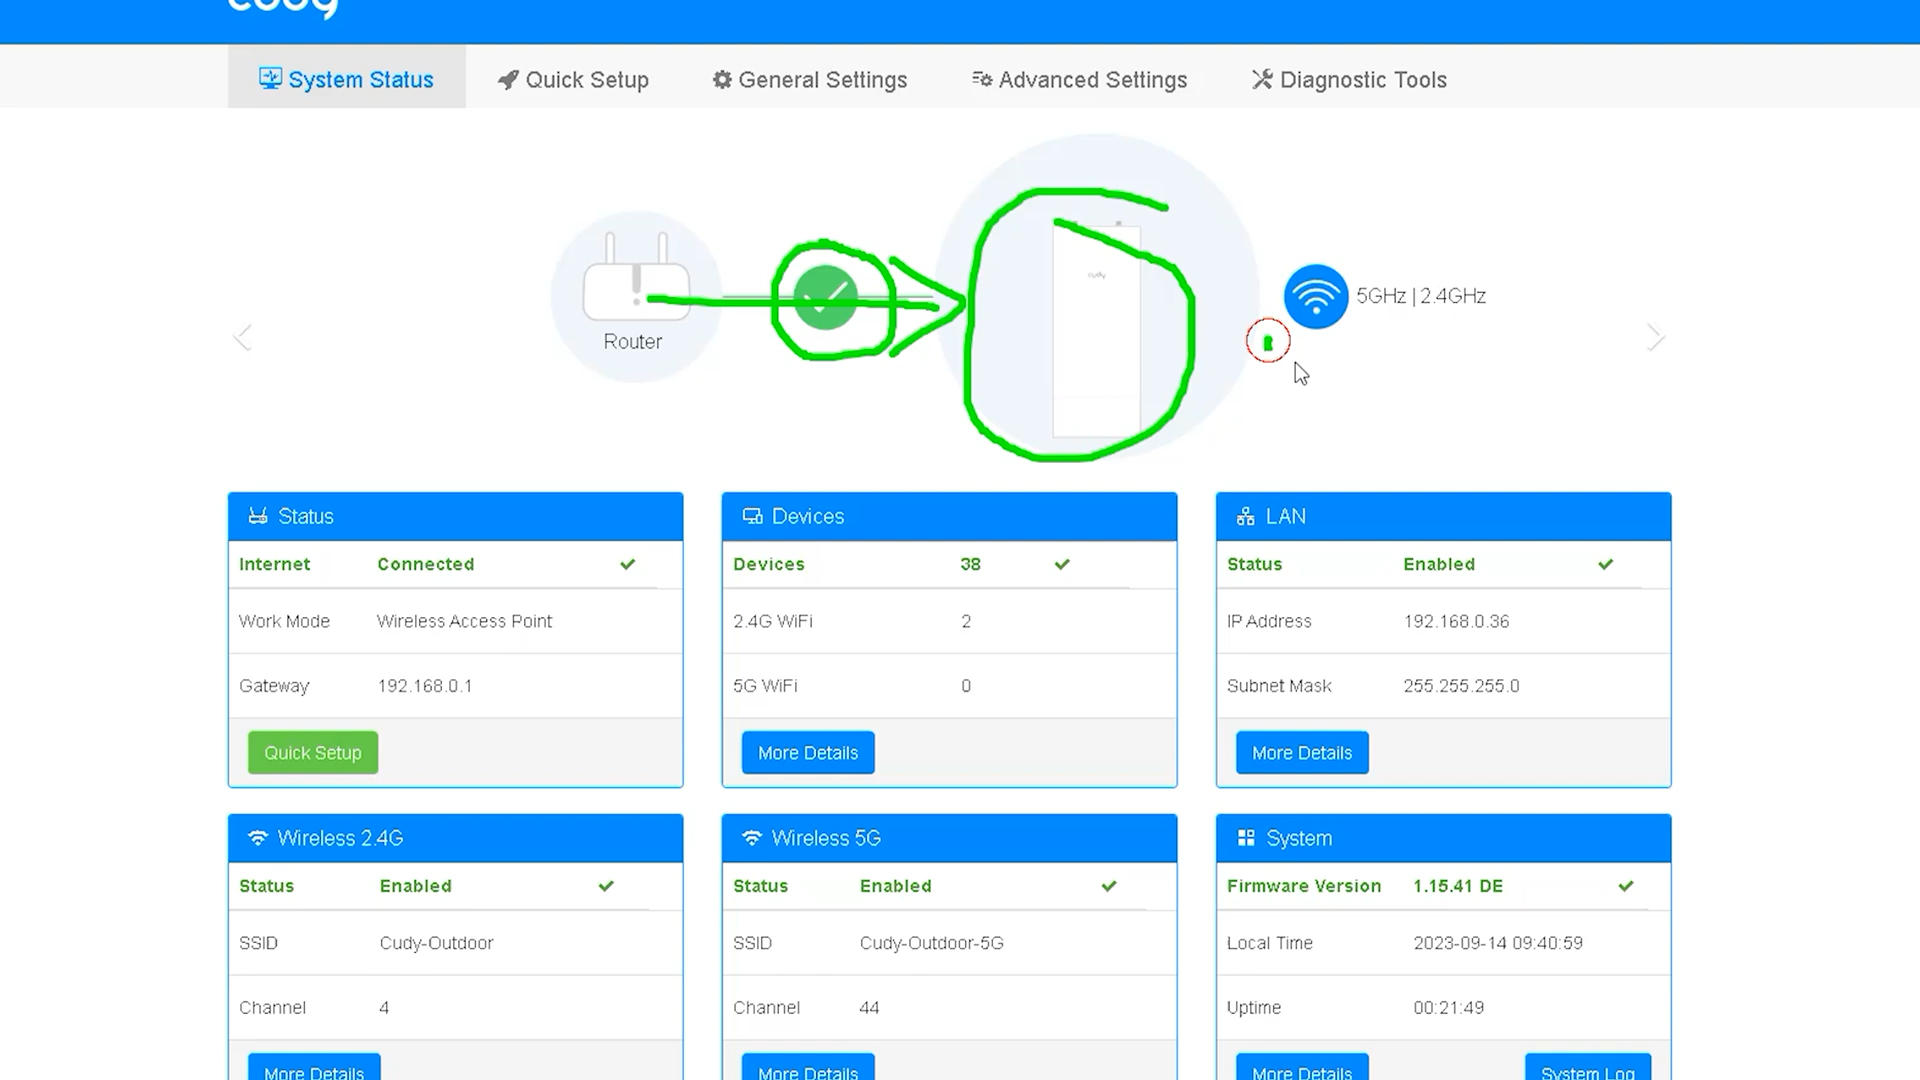 cudy
System Status Quick Setup General Settings Advanced Settings Diagnostic Tools
cudy
5GHz | 2.4GHz
Router
Status
Internet Connected
Work Mode Wireless Access Point
Gateway 192.168.0.1
Quick Setup
Devices
Devices 38
2.4G WiFi 2
5G WiFi 0
More Details
LAN
Status Enabled
IP Address 192.168.0.36
Subnet Mask 255.255.255.0
More Details
Wireless 2.4G
Status Enabled
SSID Cudy-Outdoor
Channel 4
More Details
Wireless 5G
Status Enabled
SSID Cudy-Outdoor-5G
Channel 44
More Details
System
Firmware Version 1.15.41 DE
Local Time 2023-09-14 09:40:59
Uptime 00:21:49
More Details System Log